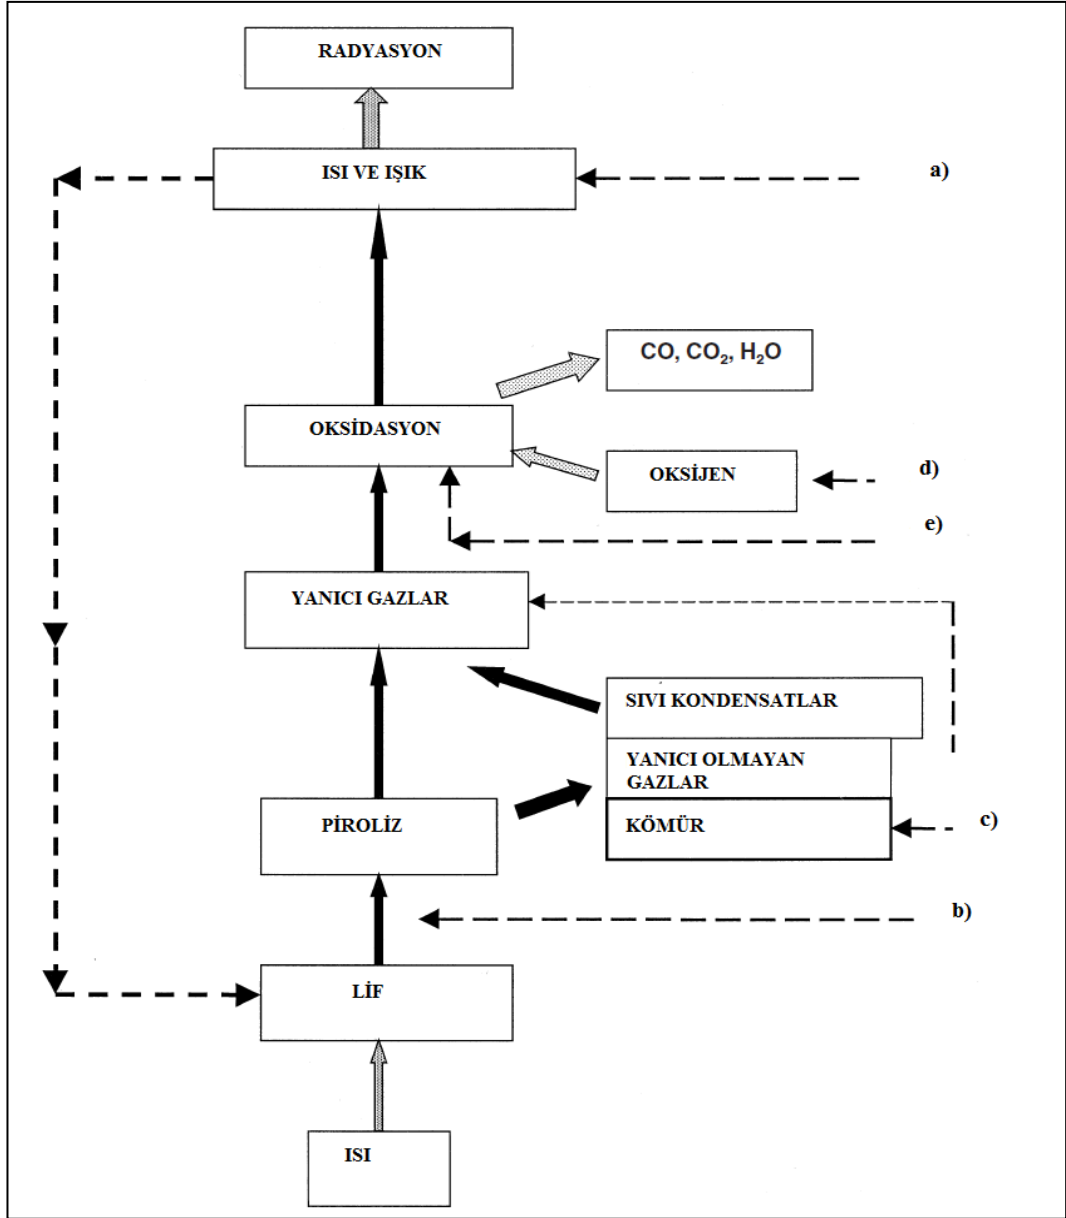 RADYASYON
ISI VE IŞIK
a)
CO, CO₂, H₂O
OKSİDASYON
OKSİJEN
d)
e)
YANICI GAZLAR
SIVI KONDENSATLAR
YANICI OLMAYAN
GAZLAR
PİROLİZ
KÖMÜR
c)
b)
LİF
ISI